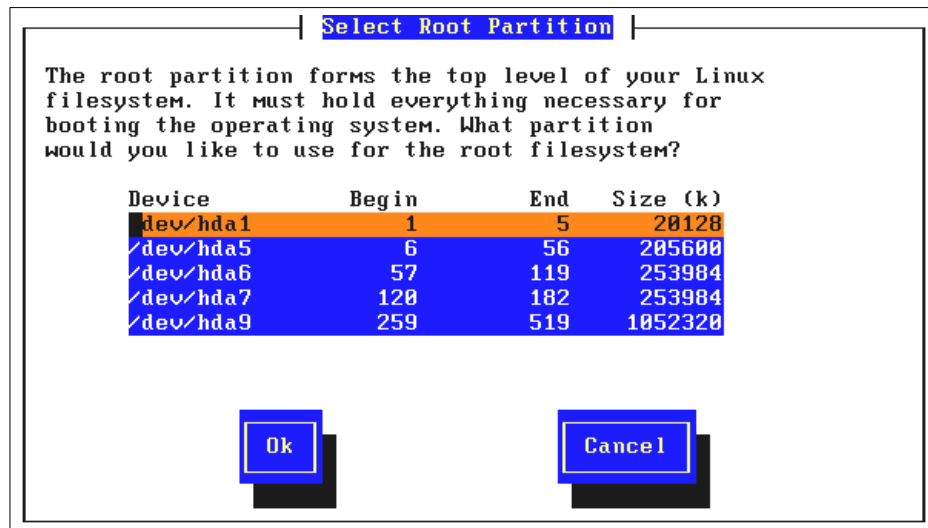 Select Root Partition
The root partition forms the top level of your Linux
filesystem. It must hold everything necessary for
booting the operating system. What partition
would you like to use for the root filesystem?
Device Begin End Size (k)
dev/hda1 1 5 20128
/dev/hda5 6 56 205600
/dev/hda6 57 119 253984
/dev/hda7 120 182 253984
/dev/hda9 259 519 1052320
Ok Cancel